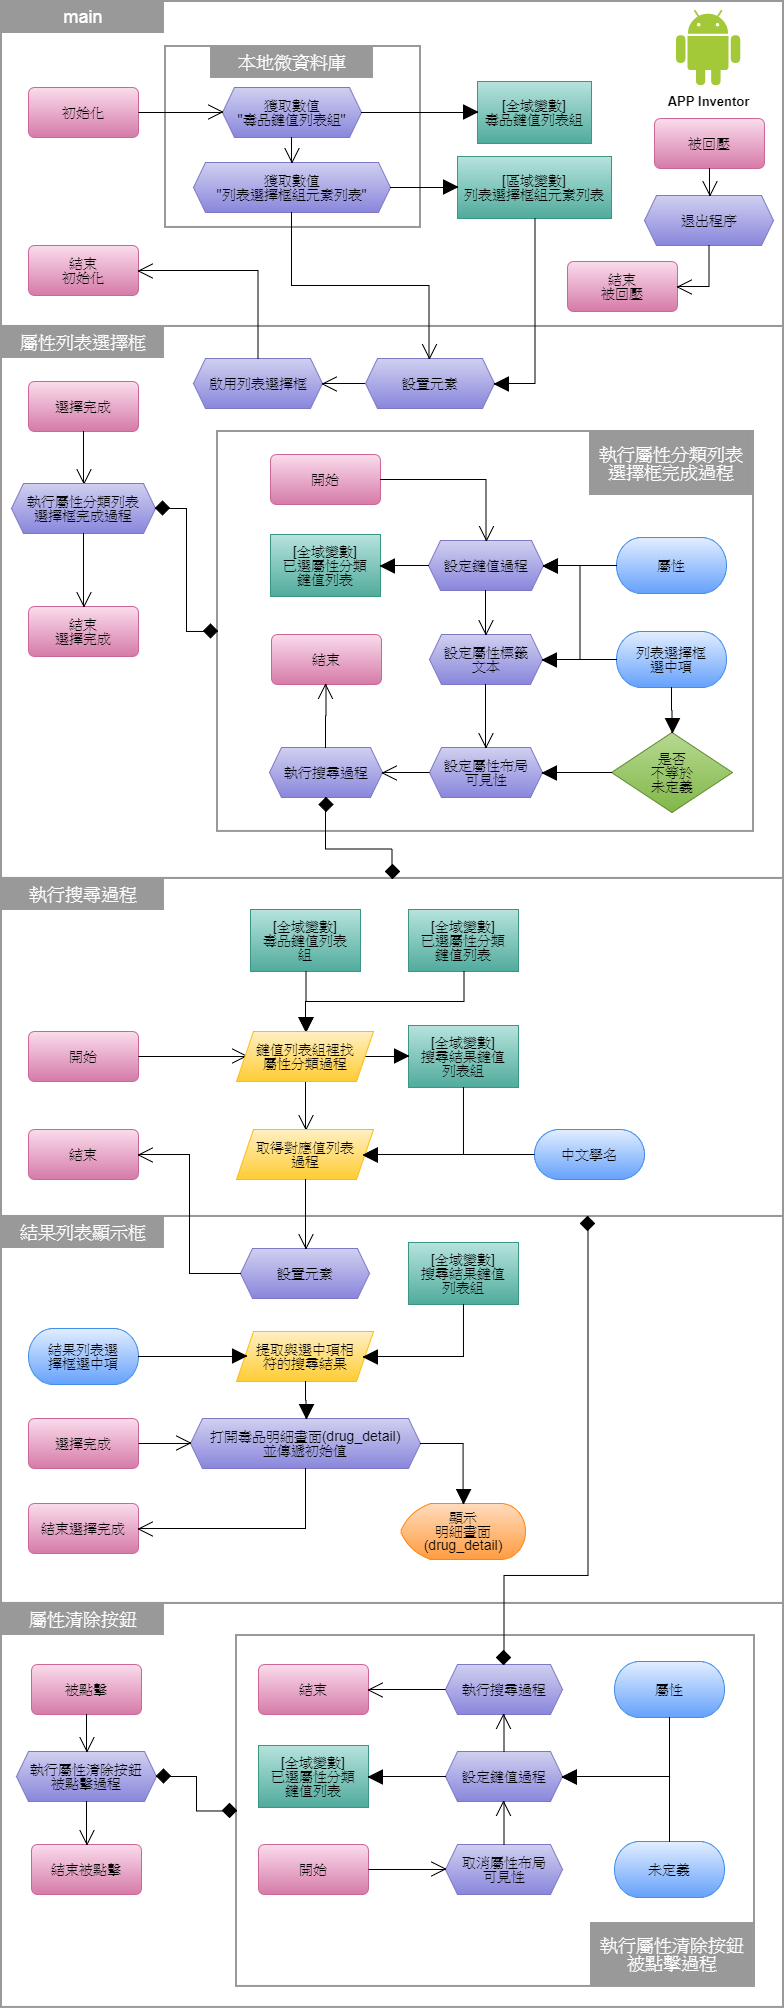 main
本地微資料庫
APP Inventor
初始化
獲取數值
"毒品鍵值列表組"
[全域變數]
毒品鍵值列表組
被回壓
獲取數值
"列表選擇框組元素列表"
[區域變數]
列表選擇框組元素列表
退出程序
結束
初始化
結束
被回壓
屬性列表選擇框
啟用列表選擇框
設置元素
選擇完成
執行屬性分類列表
選擇框完成過程
開始
執行屬性分類列表
選擇框完成過程
[全域變數]
已選屬性分類
鍵值列表
設定鍵值過程
屬性
結束
選擇完成
結束
設定屬性標籤
文本
列表選擇框
選中項
執行搜尋過程
設定屬性布局
可見性
是否
不等於
未定義
執行搜尋過程
[全域變數]
毒品鍵值列表
組
[全域變數]
已選屬性分類
鍵值列表
開始
鍵值列表組裡找
屬性分類過程
[全域變數]
搜尋結果鍵值
列表組
結束
取得對應值列表
過程
中文學名
結果列表顯示框
設置元素
[全域變數]
搜尋結果鍵值
列表組
結果列表選
擇框選中項
提取與選中項相
符的搜尋結果
選擇完成
打開毒品明細畫面(drug_detail)
並傳遞初始值
結束選擇完成
顯示
明細畫面
(drug_detail)
屬性清除按鈕
被點擊
結束
執行搜尋過程
屬性
執行屬性清除按鈕
被點擊過程
[全域變數]
已選屬性分類
鍵值列表
設定鍵值過程
結束被點擊
開始
取消屬性布局
可見性
未定義
執行屬性清除按鈕
被點擊過程